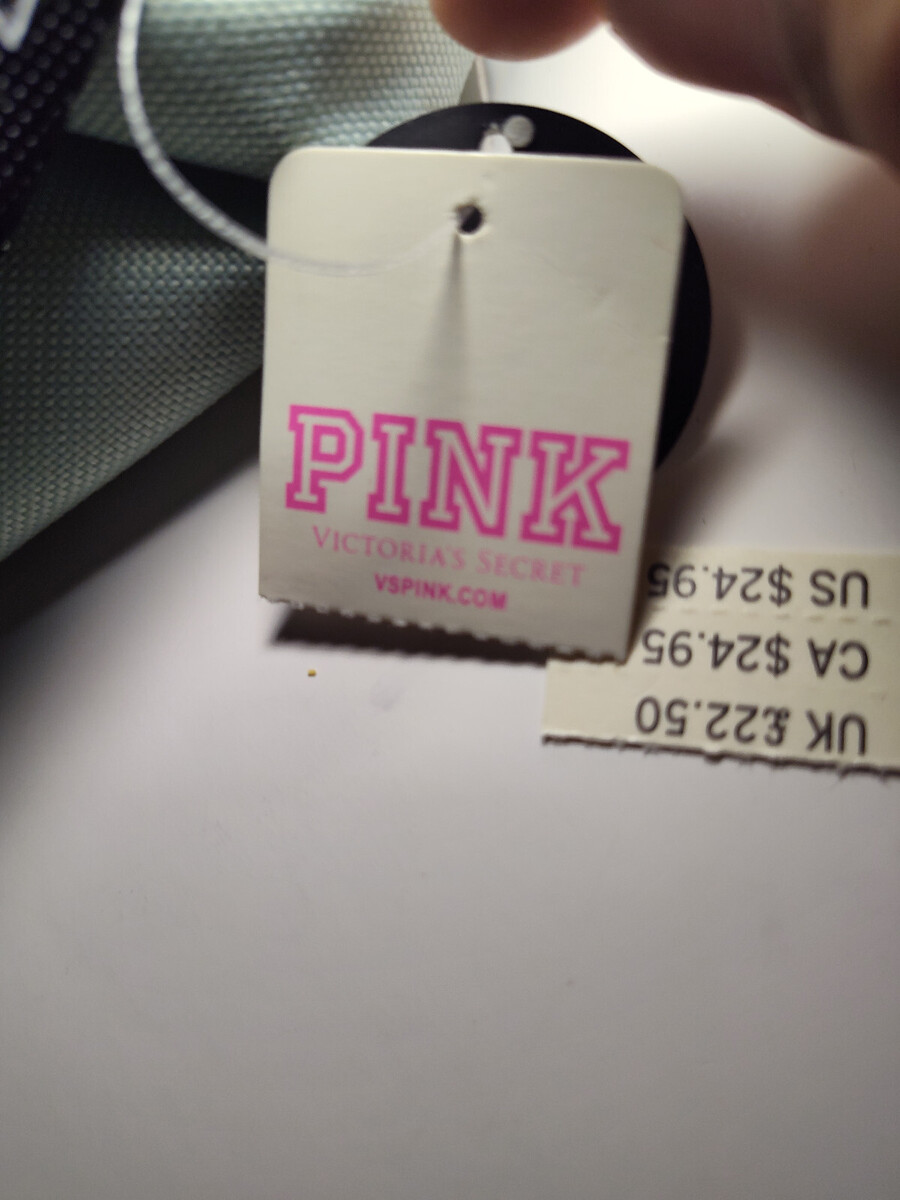 PINK
VICTORIA'S SECRET
VSPINK.COM
US $24.95
CA $24.95
UK £22.50